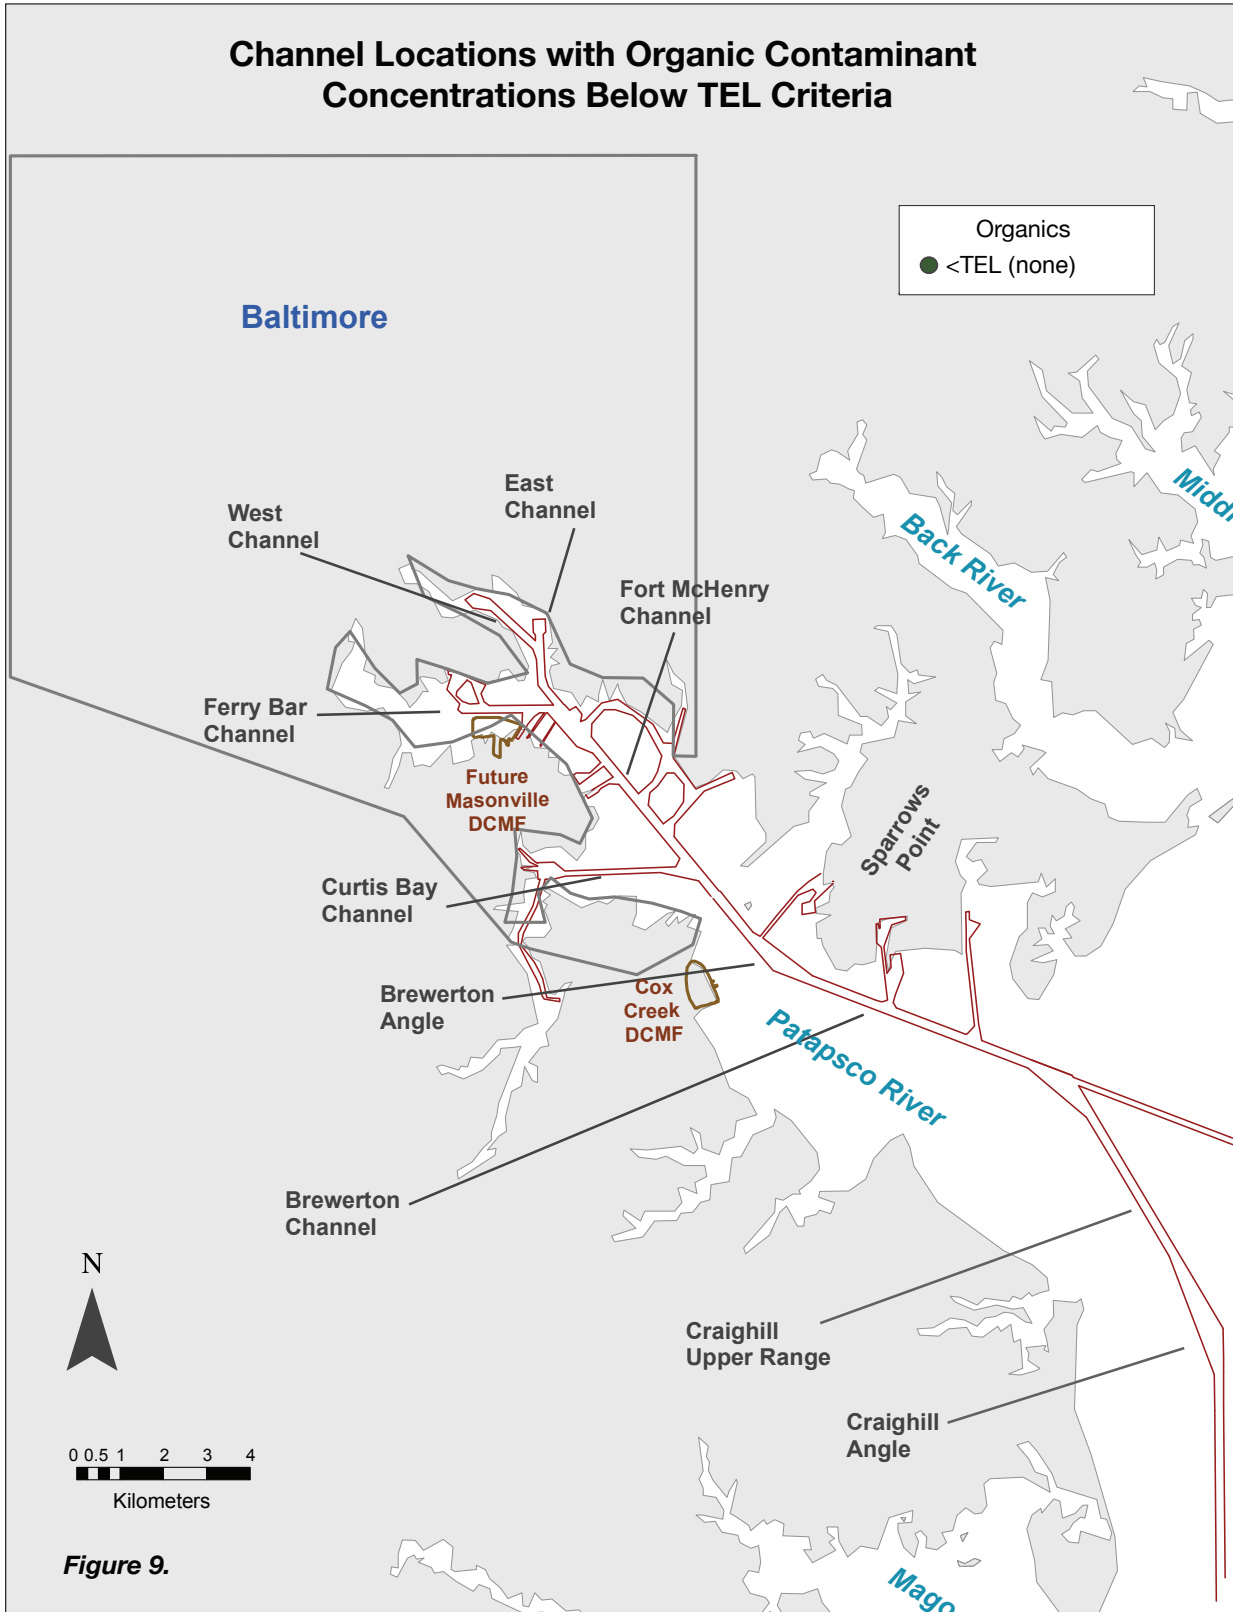 Channel Locations with Organic Contaminant
Concentrations Below TEL Criteria
Organics
<TEL (none)
Baltimore
East
Channel
West
Channel
Fort McHenry
Channel
Back River
Ferry Bar
Channel
Future
Masonville
DCMF
Sparrows
Point
Curtis Bay
Channel
Brewerton
Angle
Cox
Creek
DCMF
Patapsco River
Brewerton
Channel
N
Craighill
Upper Range
Craighill
Angle
0 0.5 1 2 3 4
Kilometers
Figure 9.
Mago